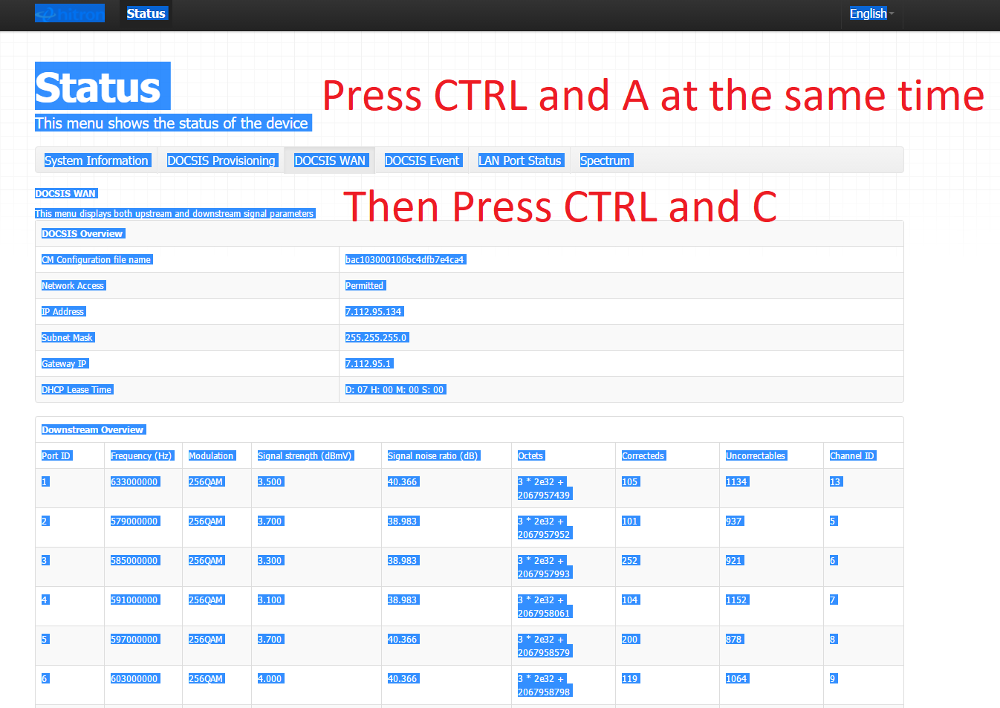 hitron Status English
Status
Press CTRL and A at the same time
This menu shows the status of the device
System Information DOCSIS Provisioning DOCSIS WAN DOCSIS Event LAN Port Status Spectrum
DOCSIS WAN
Then Press CTRL and C
This menu displays both upstream and downstream signal parameters
DOCSIS Overview
CM Configuration file name bac103000106bc4dfb7e4ca4
Network Access Permitted
IP Address 7.112.95.134
Subnet Mask 255.255.255.0
Gateway IP 7.112.95.1
DHCP Lease Time D: 07 H: 00 M: 00 S: 00
Downstream Overview
Port ID Frequency (Hz) Modulation Signal strength (dBmV) Signal noise ratio (dB) Octets Correcteds Uncorrectables Channel ID
1 633000000 256QAM 3.500 40.366 3 * 2e32 + 105 1134 13
2067957439
2 579000000 256QAM 3.700 38.983 3 * 2e32 + 101 937 5
2067957952
3 585000000 256QAM 3.300 38.983 3 * 2e32 + 252 921 6
2067957993
4 591000000 256QAM 3.100 38.983 3 * 2e32 + 104 1152 7
2067958061
5 597000000 256QAM 3.700 40.366 3 * 2e32 + 200 878 8
2067958579
6 603000000 256QAM 4.000 40.366 3 * 2e32 + 119 1064 9
2067958798